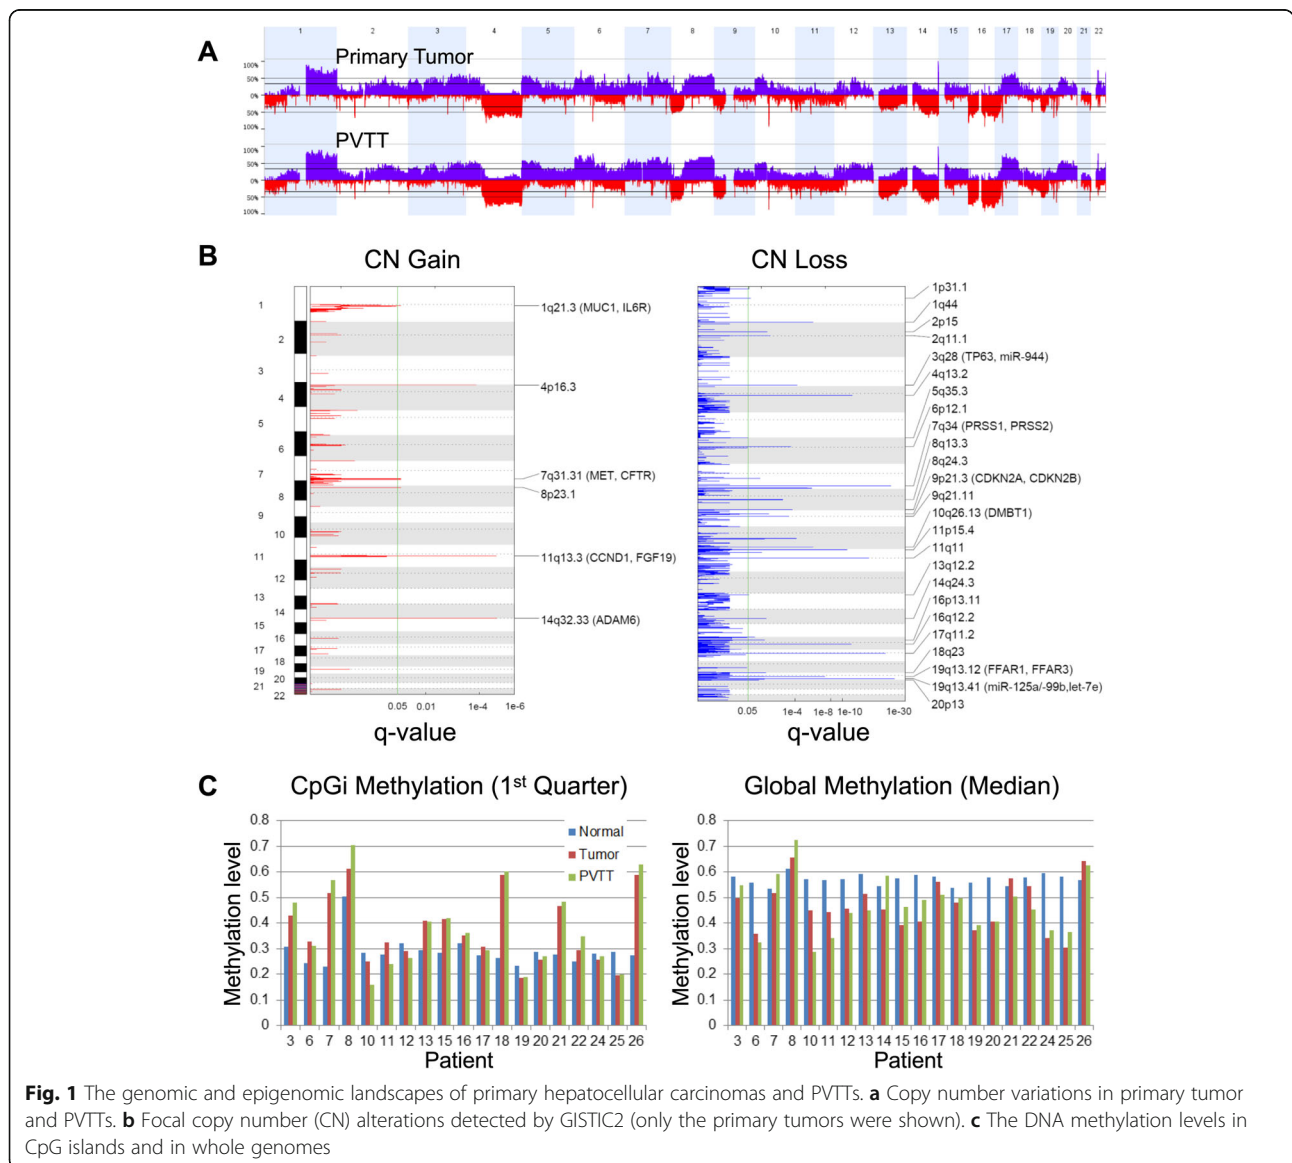 A
1 2 3 4 5 6 7 8 9 10 11 12 13 14 15 16 17 18 19 20 21 22
Primary Tumor
100%
50%
0%
50%
100%
PVTT
100%
50%
0%
50%
100%
B
CN Gain
1
2
3
4
5
6
7
8
9
10
11
12
13
14
15
16
17
18
19
20
21
22
1q21.3 (MUC1, IL6R)
4p16.3
7q31.31 (MET, CFTR)
8p23.1
11q13.3 (CCND1, FGF19)
14q32.33 (ADAM6)
0.05 0.01 1e-4 1e-6
q-value
CN Loss
1p31.1
1q44
2p15
2q11.1
3q28 (TP63, miR-944)
4q13.2
5q35.3
6p12.1
7q34 (PRSS1, PRSS2)
8q13.3
8q24.3
9p21.3 (CDKN2A, CDKN2B)
9q21.11
10q26.13 (DMBT1)
11p15.4
11q11
13q12.2
14q24.3
16p13.11
16q12.2
17q11.2
18q23
19q13.12 (FFAR1, FFAR3)
19q13.41 (miR-125a/-99b,let-7e)
20p13
0.05 1e-4 1e-8 1e-10 1e-30
q-value
C
CpGi Methylation (1st Quarter)
Methylation level
0.8
0.7
0.6
0.5
0.4
0.3
0.2
0.1
0
Normal
Tumor
PVTT
3 6 7 8 10 11 12 13 15 16 17 18 19 20 21 22 24 25 26
Patient
Global Methylation (Median)
Methylation level
0.8
0.7
0.6
0.5
0.4
0.3
0.2
0.1
0
3 6 7 8 10 11 12 13 14 15 16 17 18 19 20 21 22 24 25 26
Patient
Fig. 1 The genomic and epigenomic landscapes of primary hepatocellular carcinomas and PVTTs. a Copy number variations in primary tumor
and PVTTs. b Focal copy number (CN) alterations detected by GISTIC2 (only the primary tumors were shown). c The DNA methylation levels in
CpG islands and in whole genomes